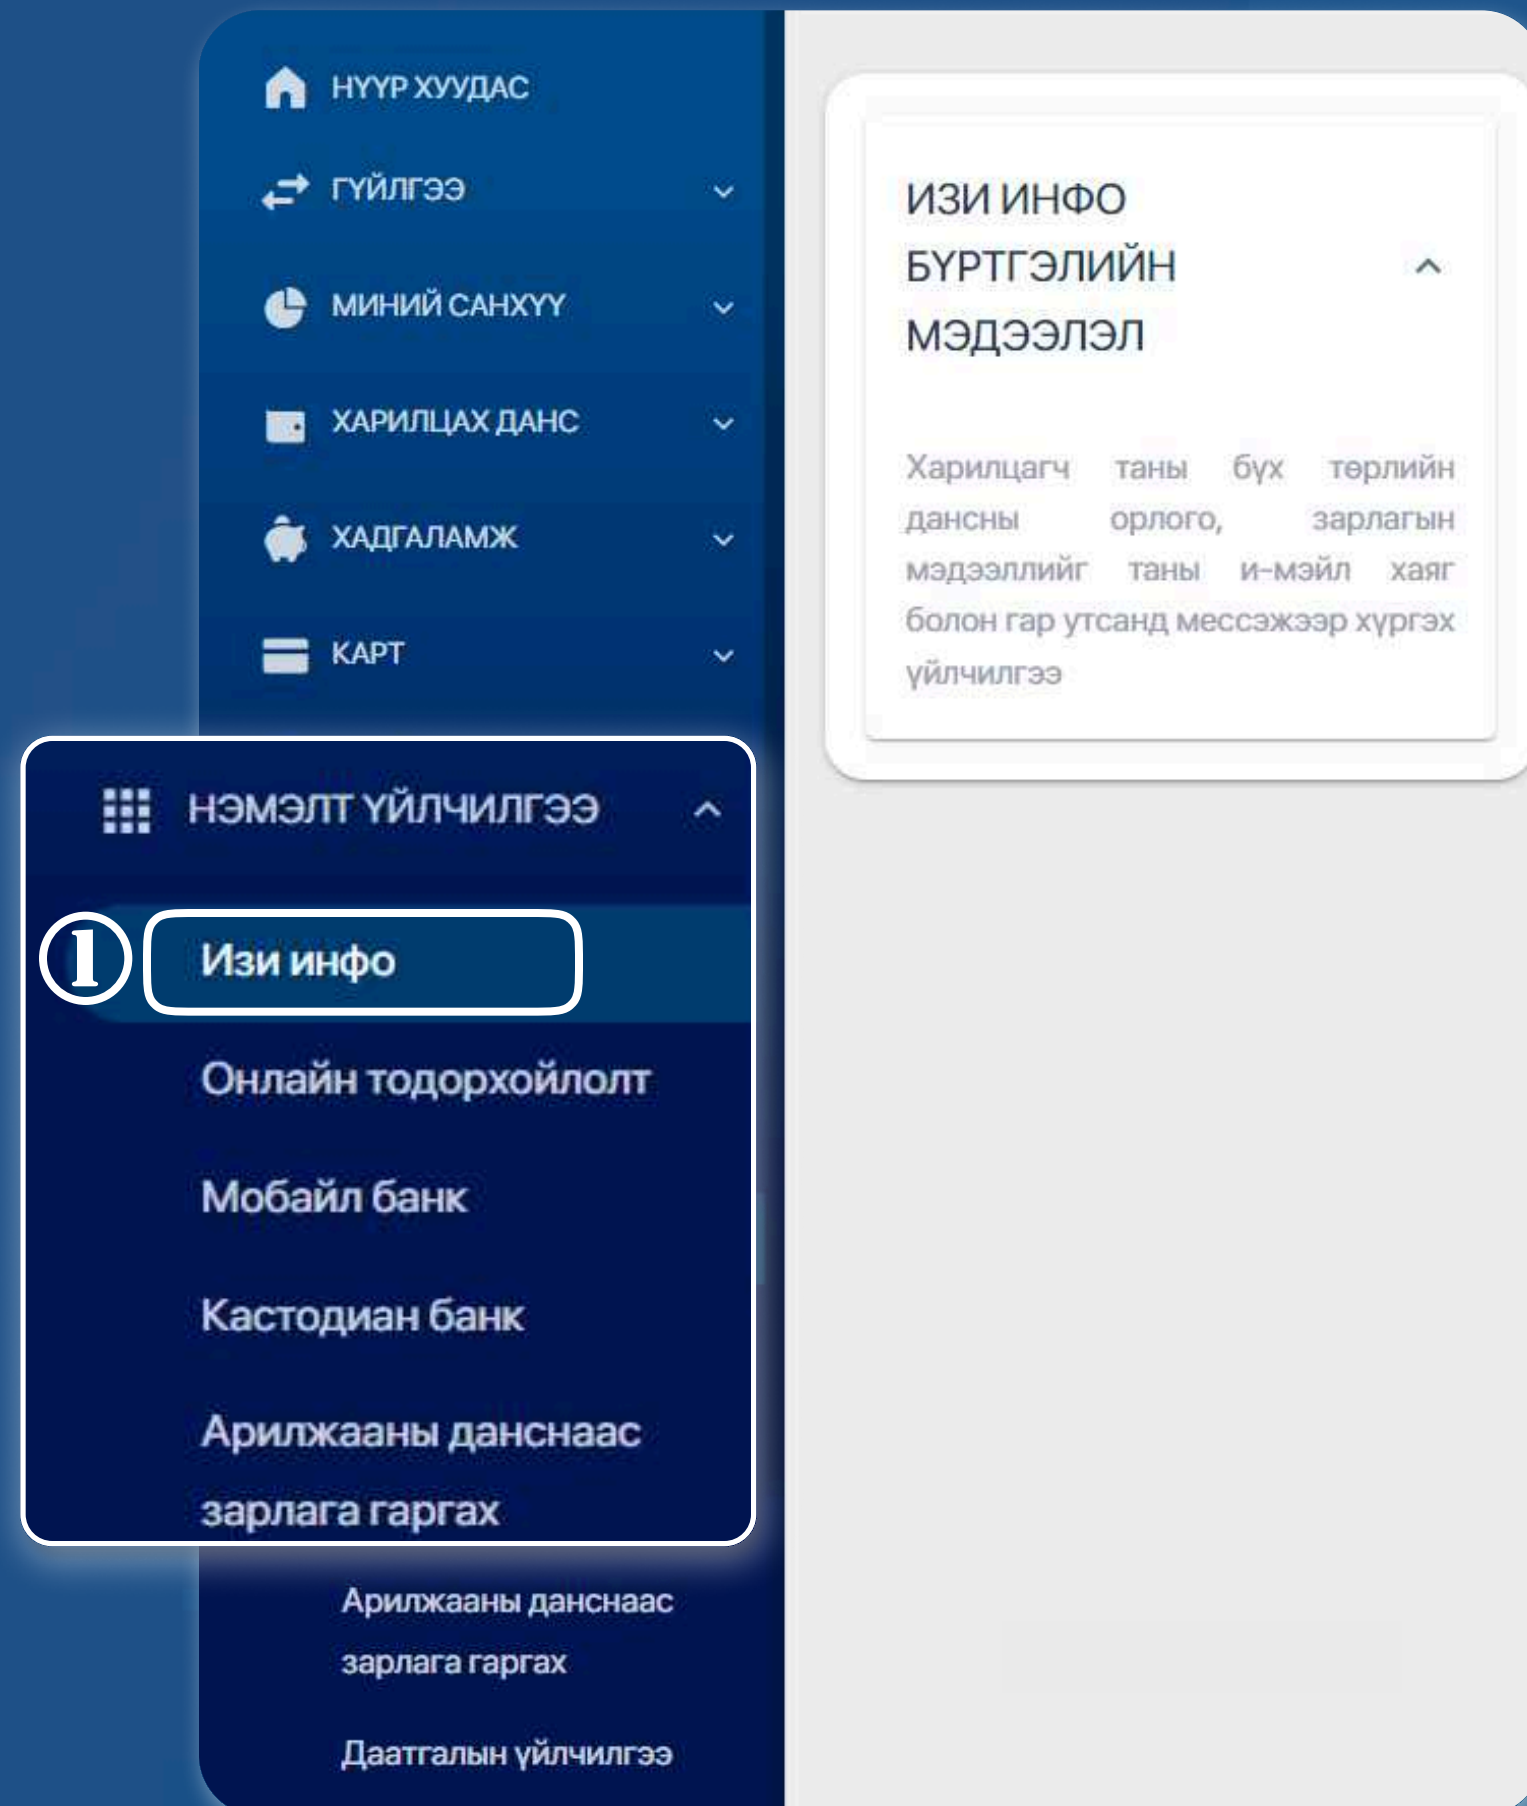 НҮҮР ХУУДАС
ГҮЙЛГЭЭ
МИНИЙ САНХҮҮ
ХАРИЛЦАХ ДАНС
ХАДГАЛАМЖ
КАРТ
НЭМЭЛТ ҮЙЛЧИЛГЭЭ
1 Изи инфо
Онлайн тодорхойлолт
Мобайл банк
Кастодиан банк
Арилжааны данснаас
зарлага гаргах
Арилжааны данснаас
зарлага гаргах
Даатгалын үйлчилгээ
ИЗИ ИНФО
БҮРТГЭЛИЙН
МЭДЭЭЛЭЛ
Харилцагч таны бүх төрлийн
дансны орлого, зарлагын
мэдээллийг таны и-мэйл хаяг
болон гар утсанд мессэжээр хүргэх
үйлчилгээ